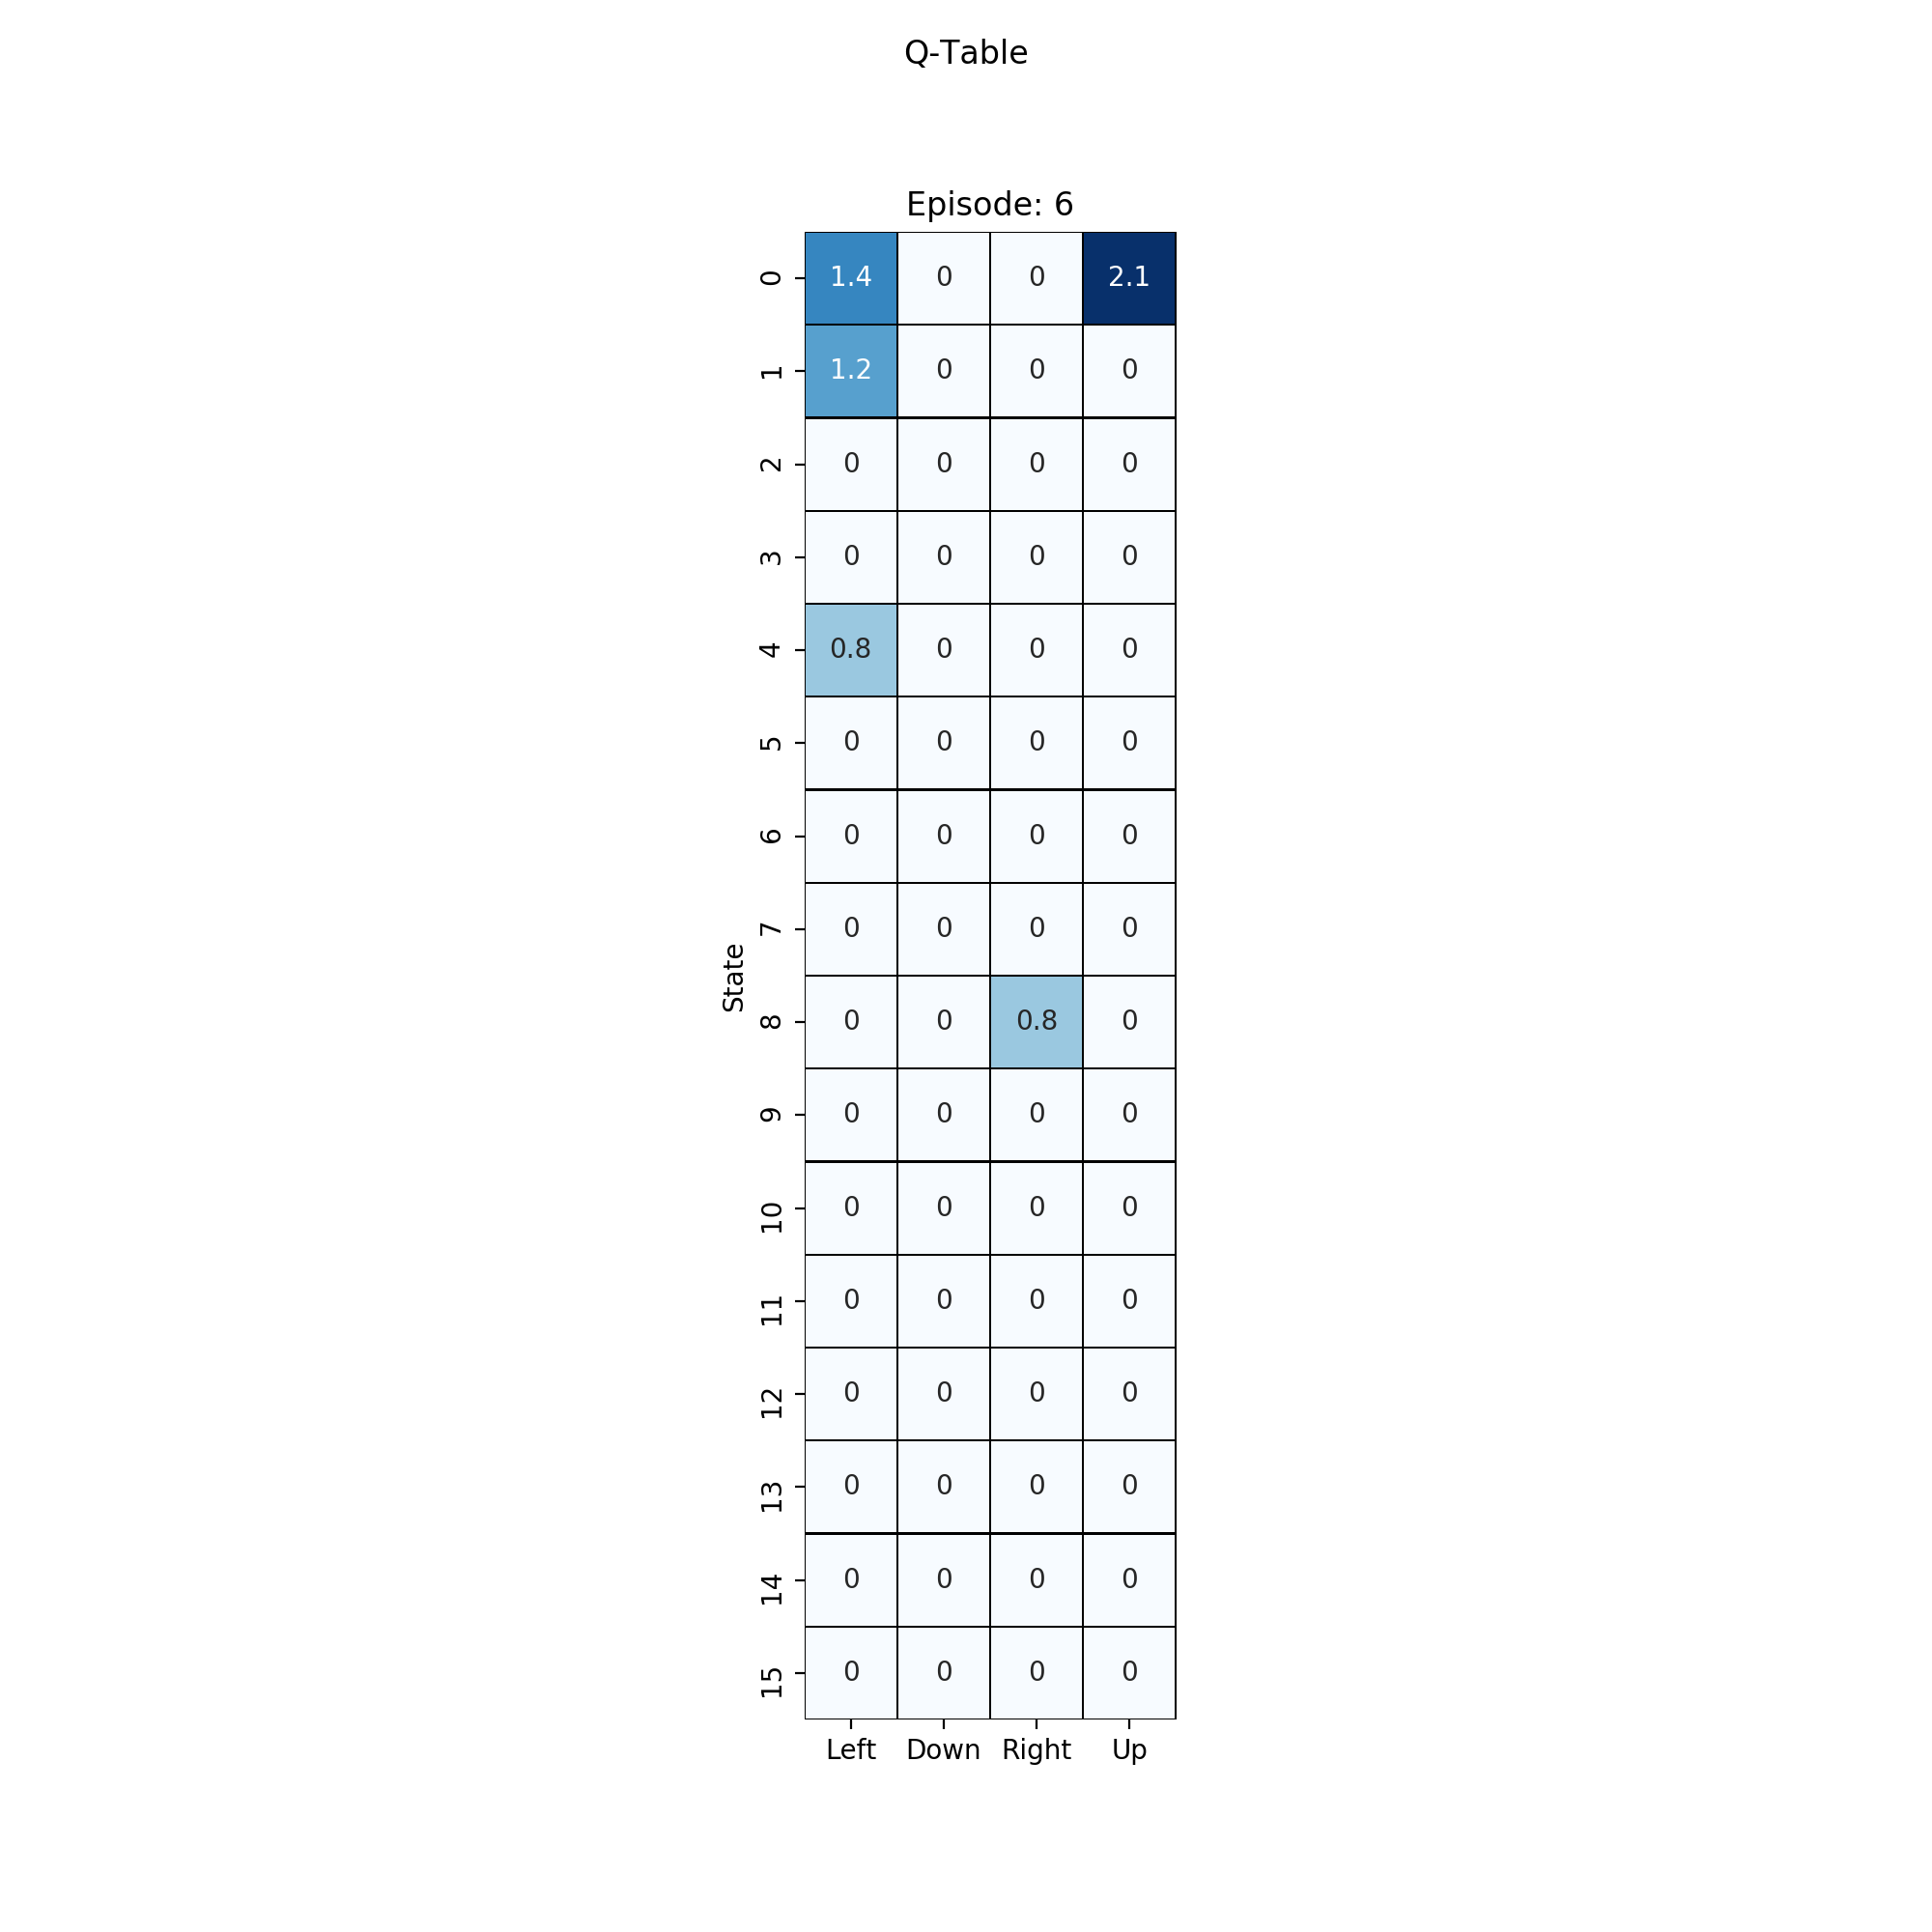 Q-Table
Episode: 6
0 1.4 0 0 2.1
1 1.2 0 0 0
2 0 0 0 0
3 0 0 0 0
4 0.8 0 0 0
5 0 0 0 0
6 0 0 0 0
7 0 0 0 0
State
8 0 0 0.8 0
9 0 0 0 0
10 0 0 0 0
11 0 0 0 0
12 0 0 0 0
13 0 0 0 0
14 0 0 0 0
15 0 0 0 0
Left Down Right Up